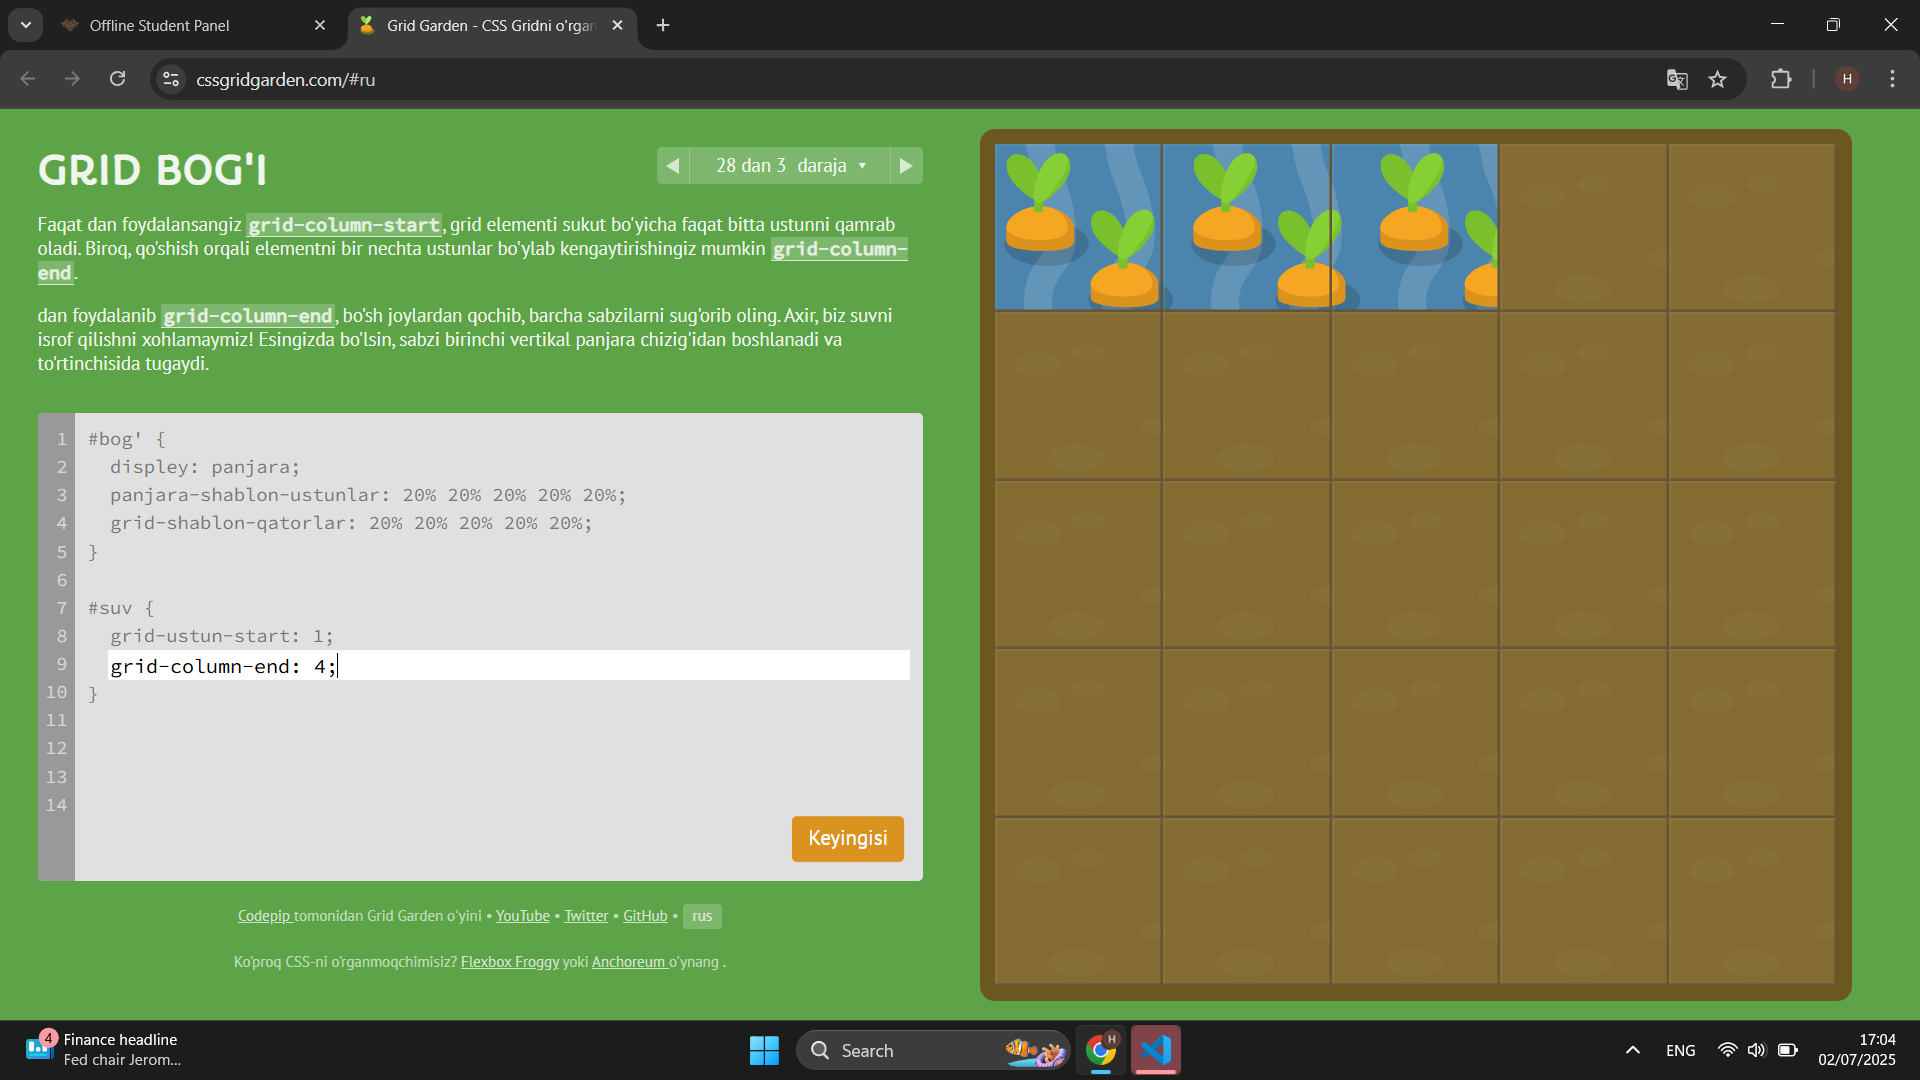 Offline Student Panel
Grid Garden - CSS Gridni o'rgan
cssgridgarden.com/#ru
H
GRID BOG'I
28 dan 3 daraja
Faqat dan foydalansangiz grid-column-start, grid elementi sukut bo'yicha faqat bitta ustunni qamrab
oladi. Biroq, qo'shish orqali elementni bir nechta ustunlar bo'ylab kengaytirishingiz mumkin grid-column-
end.
dan foydalanib grid-column-end, bo'sh joylardan qochib, barcha sabzilarni sug'orib oling. Axir, biz suvni
isrof qilishni xohlamaymiz! Esingizda bo'lsin, sabzi birinchi vertikal panjara chizig'idan boshlanadi va
to'rtinchisida tugaydi.
1 #bog' {
2 displey: panjara;
3 panjara-shablon-ustunlar: 20% 20% 20% 20% 20%;
4 grid-shablon-qatorlar: 20% 20% 20% 20% 20%;
5 }
6
7 #suv {
8 grid-ustun-start: 1;
9 grid-column-end: 4;
10 }
11
12
13
14
Keyingisi
Codepip tomonidan Grid Garden o'yini • YouTube • Twitter • GitHub • rus
Ko'proq CSS-ni o'rganmoqchimisiz? Flexbox Froggy yoki Anchoreum o'ynang .
4
Finance headline
Fed chair Jerom...
Search
H
ENG
17:04
02/07/2025